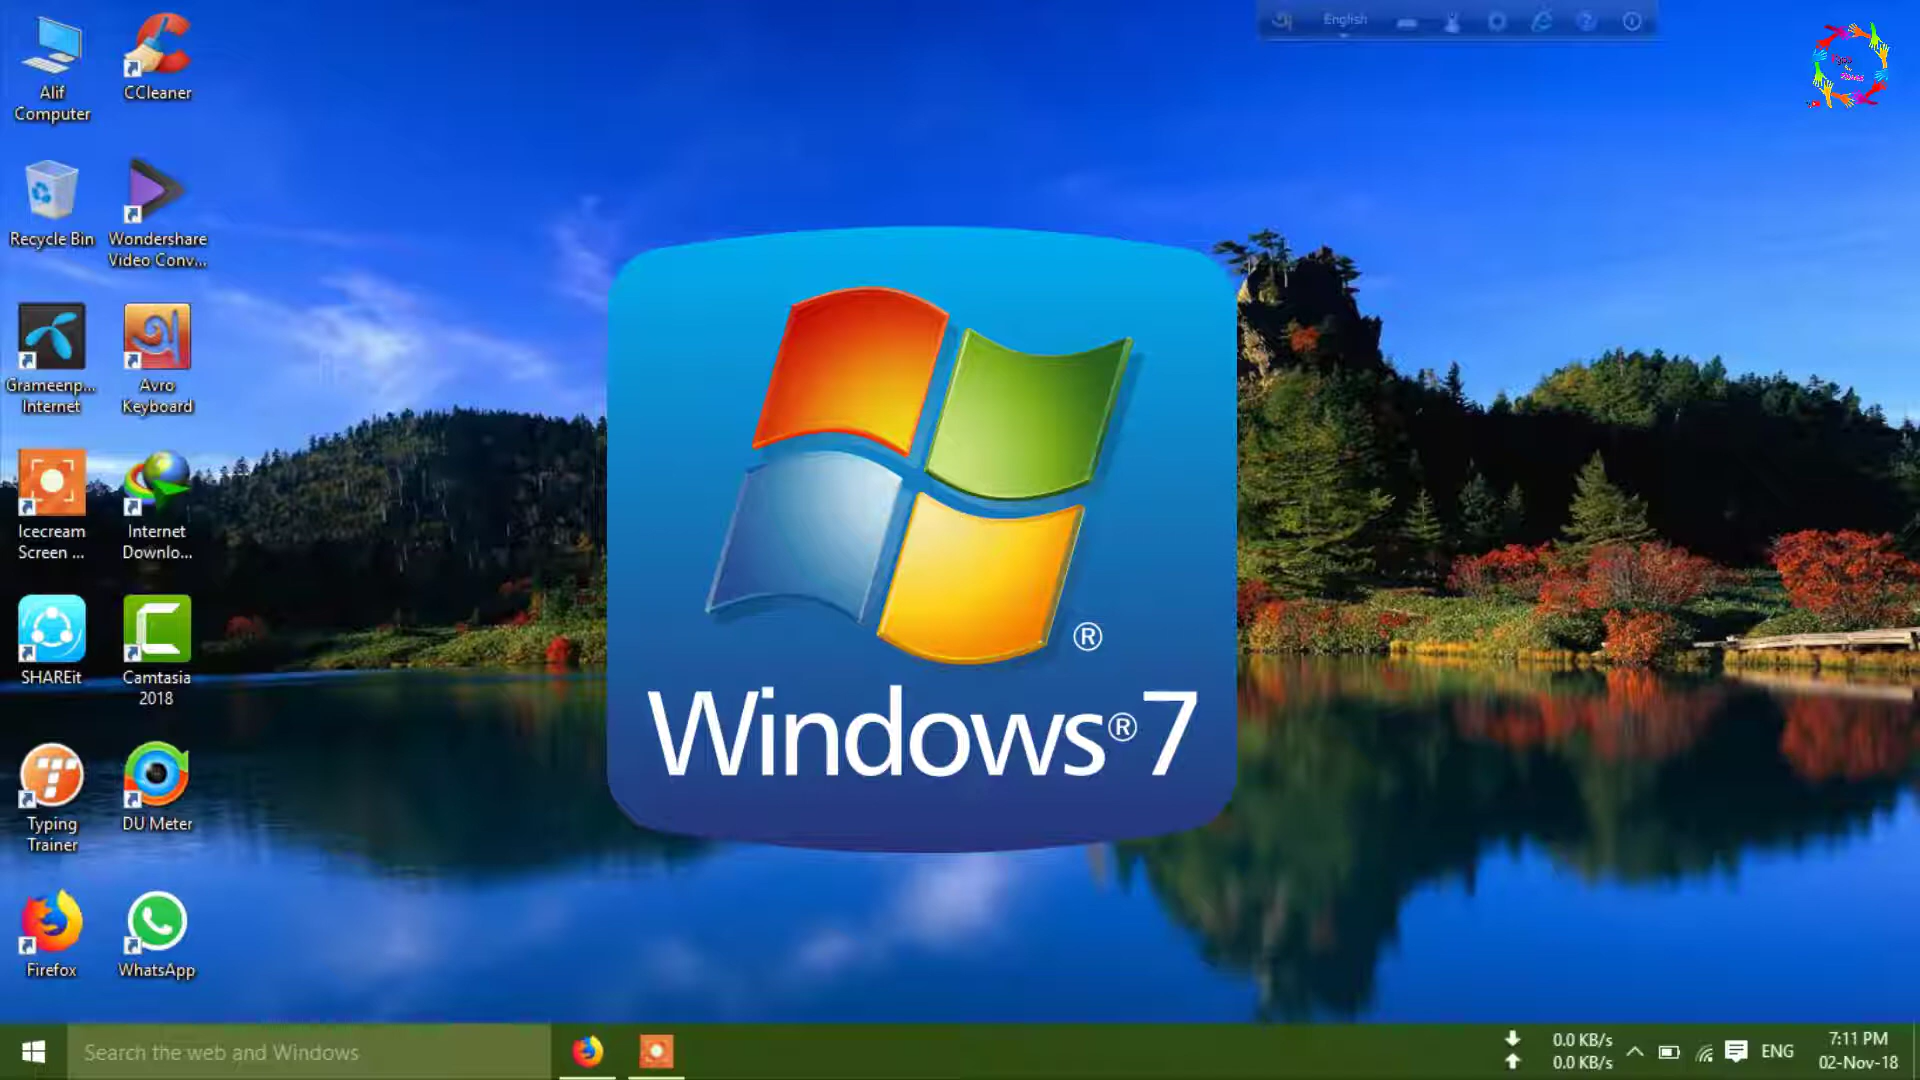 English
Alif
Computer
CCleaner
Recycle Bin
Wondershare
Video Conv...
Grameenp...
Internet
Avro
Keyboard
Icecream
Screen ...
Internet
Downlo...
SHAREit
Camtasia
2018
Typing
Trainer
DU Meter
Firefox
WhatsApp
®
Windows®7
Search the web and Windows
0.0 KB/s
0.0 KB/s
ENG
7:11 PM
02-Nov-18